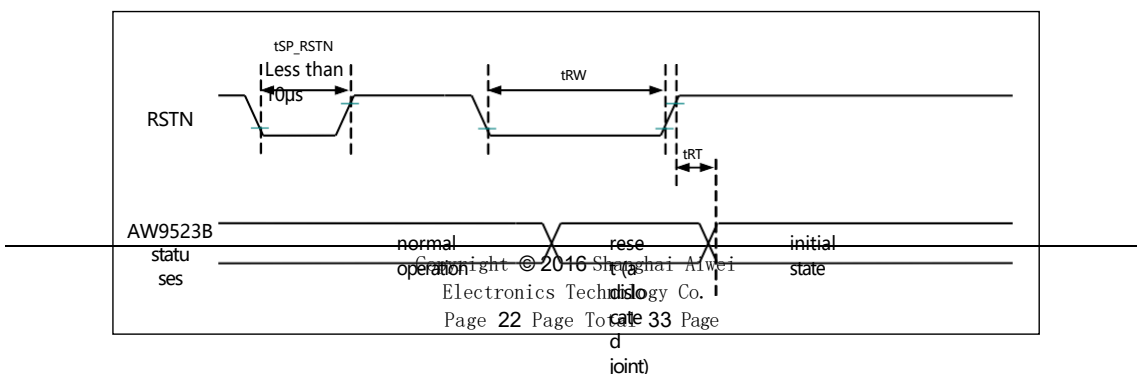 tSP_RSTN
Less than
10μs
tRW
RSTN
tRT
AW9523B
statu
ses
normal
operation
rese
t (a
dislo
cate
d
joint)
initial
state
Copyright © 2016 Shanghai Aiwei
Electronics Technology Co.
Page 22 Page Total 33 Page